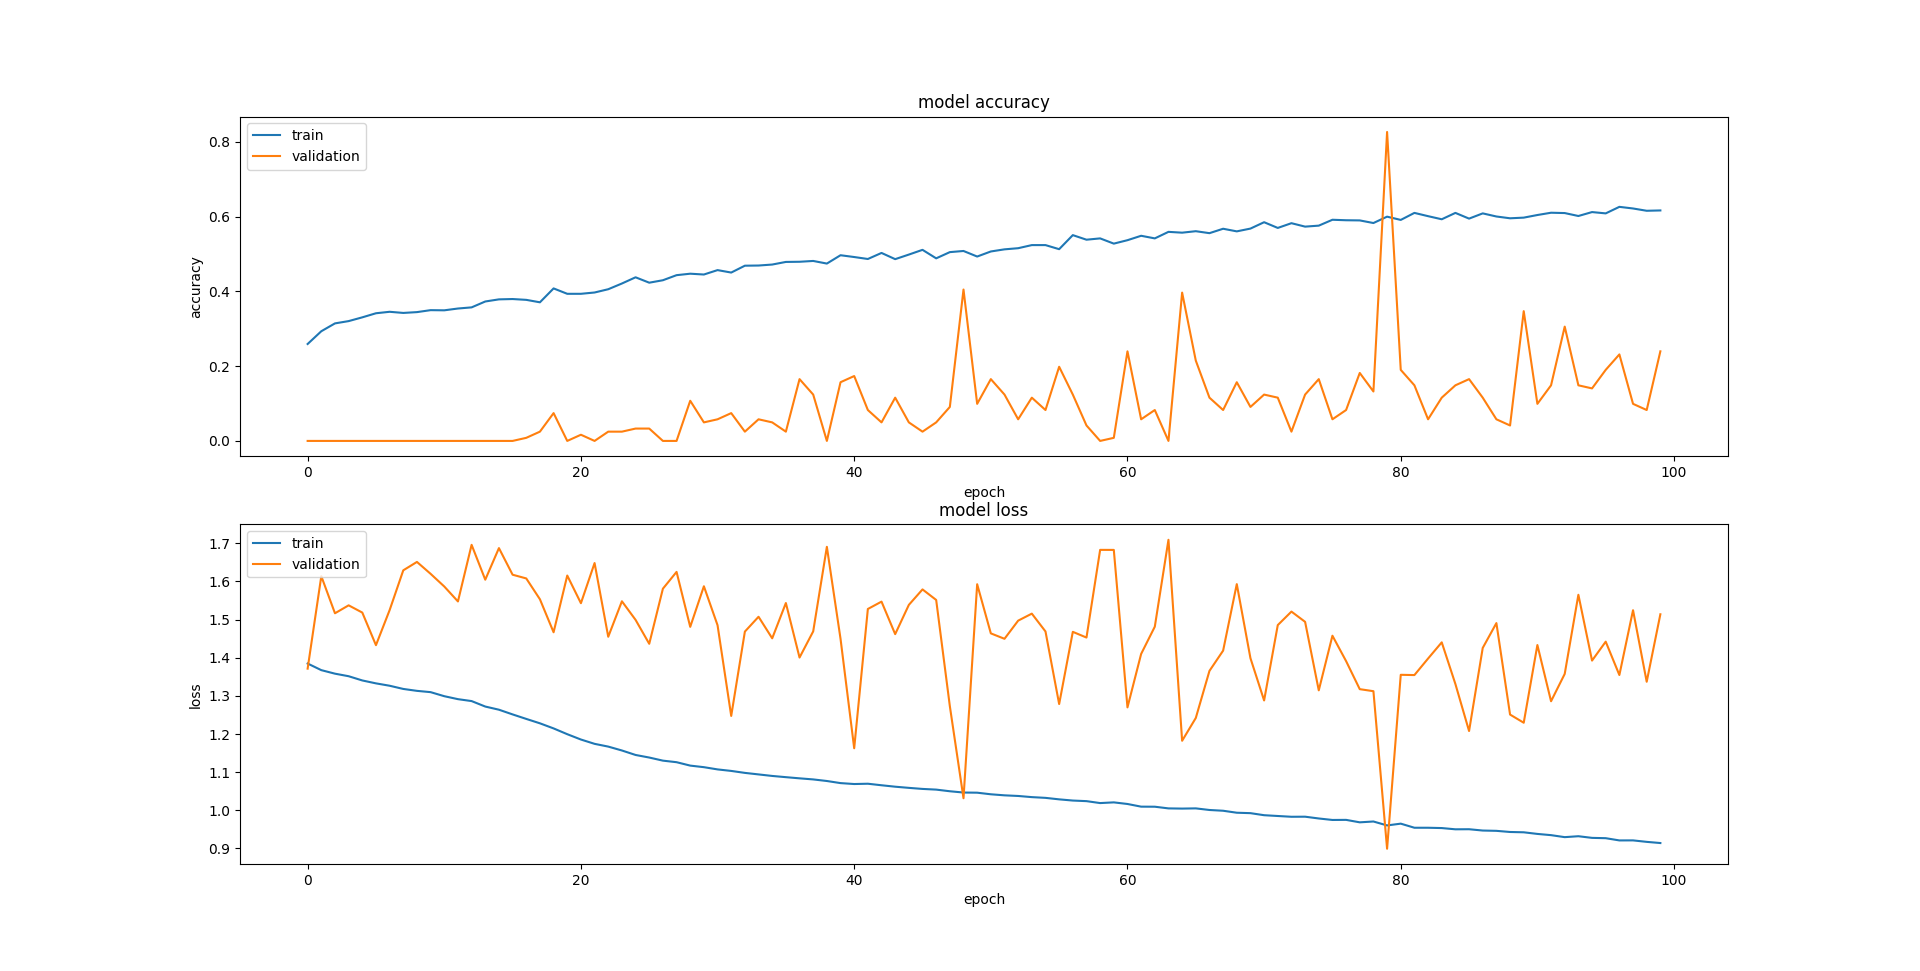 model accuracy
train
validation
0.8
0.6
0.4
0.2
0.0
accuracy
0 20 40 60 80 100
epoch
model loss
train
validation
1.7
1.6
1.5
1.4
1.3
1.2
1.1
1.0
0.9
loss
0 20 40 60 80 100
epoch